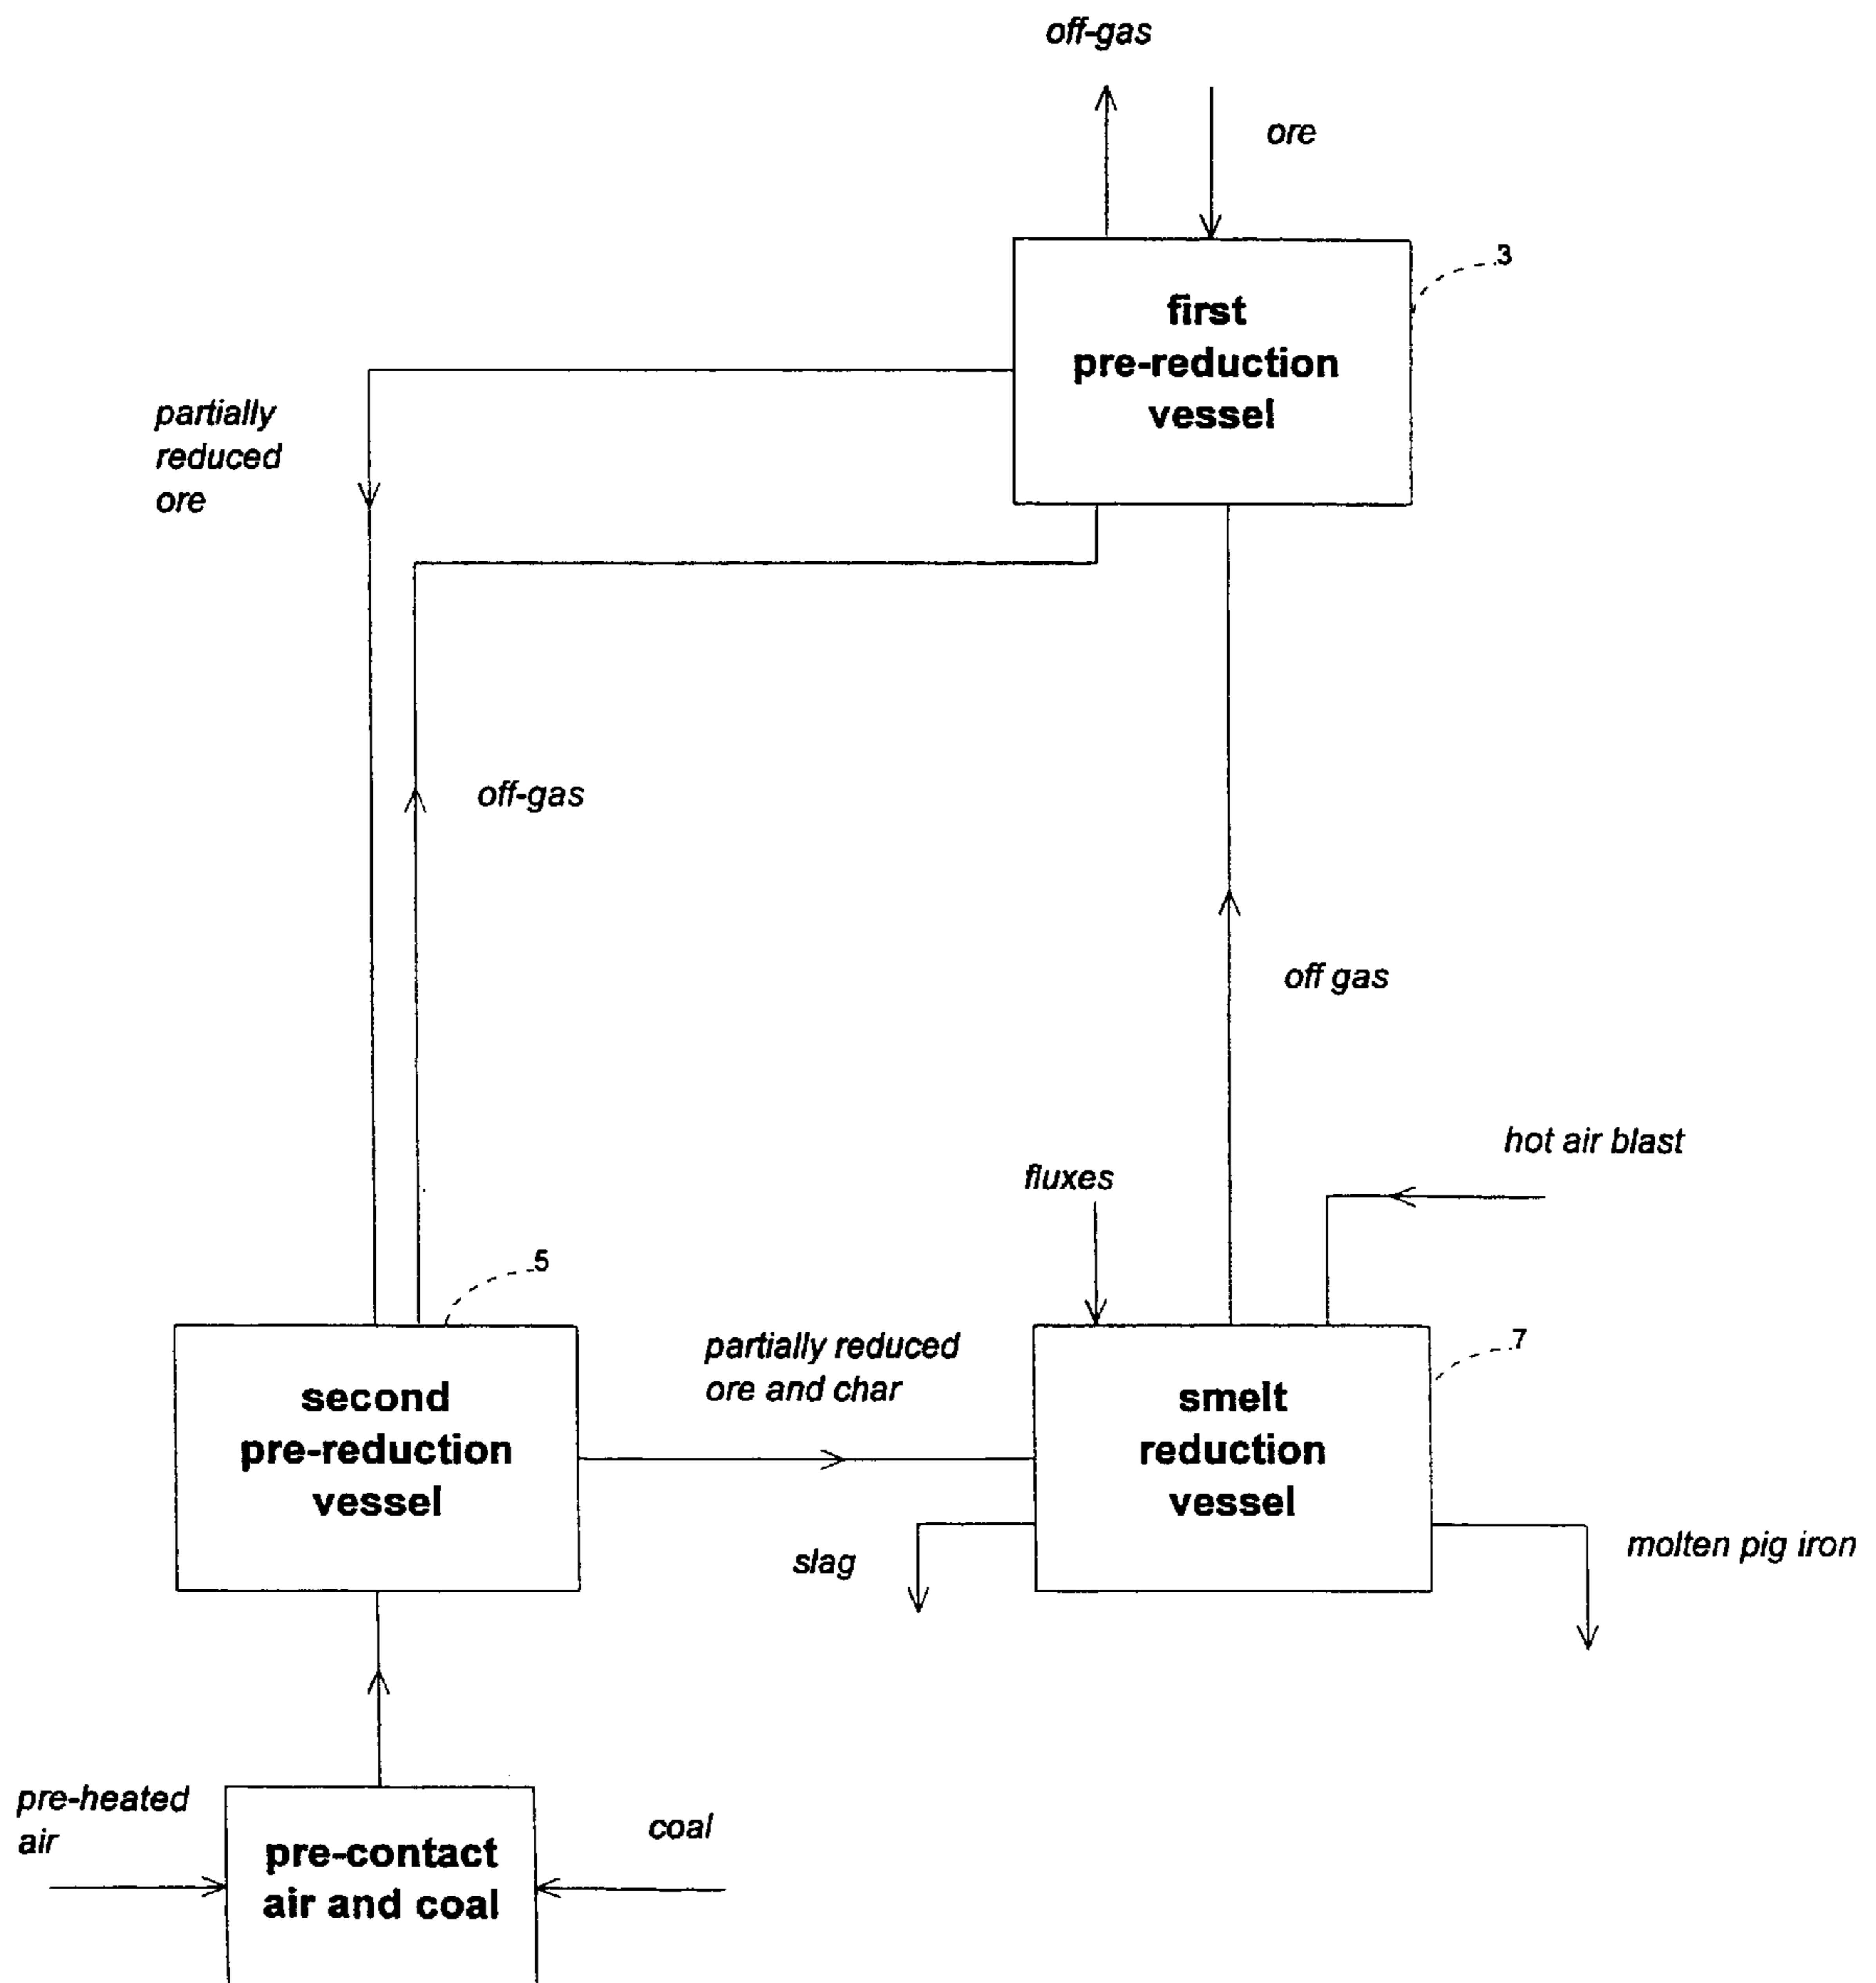 off-gas
ore
3
first
pre-reduction
vessel
partially
reduced
ore
off-gas
off gas
hot air blast
fluxes
5
7
partially reduced
ore and char
second
pre-reduction
vessel
smelt
reduction
vessel
slag
molten pig iron
pre-heated
air
coal
pre-contact
air and coal